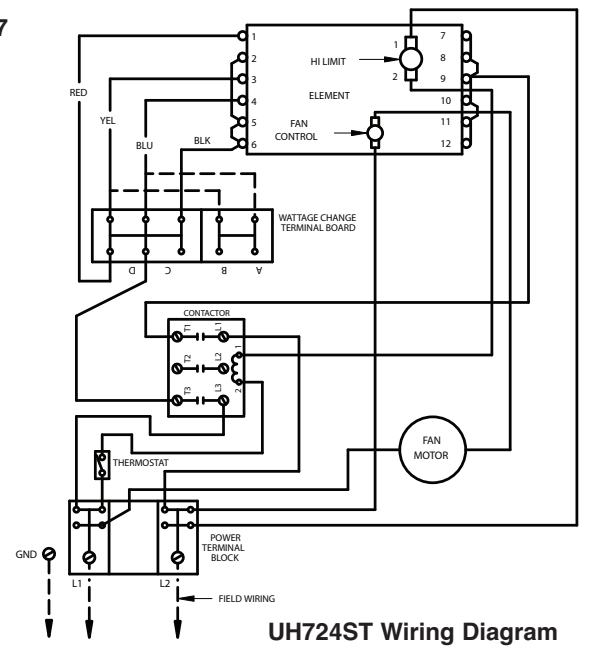 7
1
2
3
4
5
6
7
8
9
10
11
12
HI LIMIT
1
2
ELEMENT
FAN
CONTROL
RED
YEL
BLU
BLK
WATTAGE CHANGE
TERMINAL BOARD
D
C
B
A
CONTACTOR
T1
L1
T2
L2
T3
L3
1
2
FAN
MOTOR
THERMOSTAT
POWER
TERMINAL
BLOCK
GND
L1
L2
FIELD WIRING
UH724ST Wiring Diagram